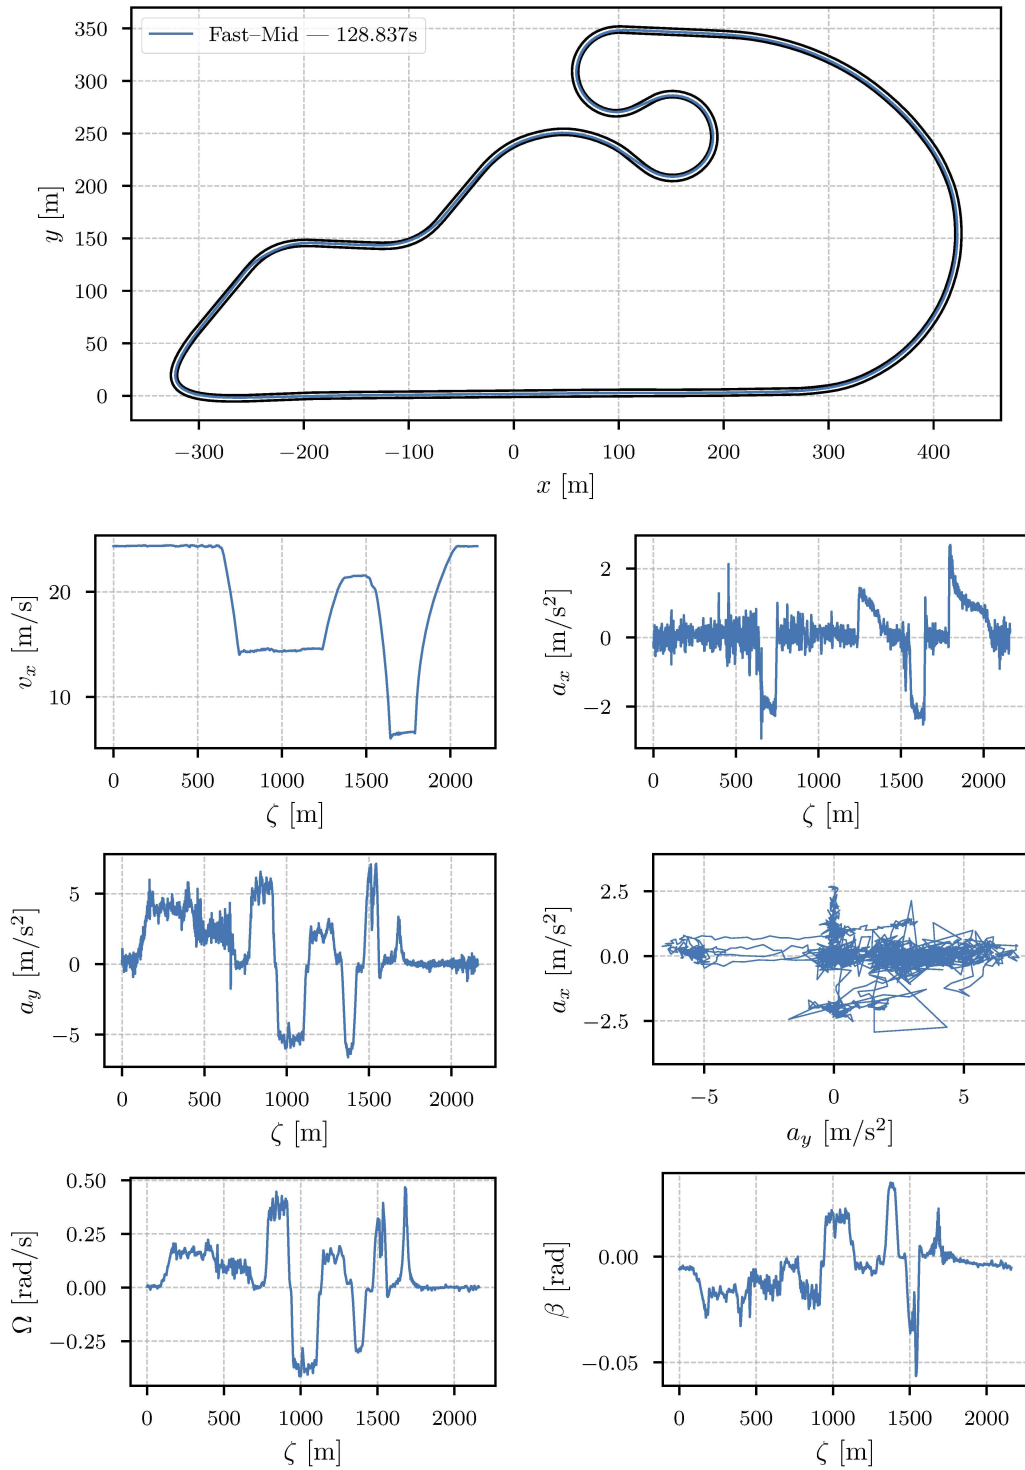 350
300
250
200
150
100
50
0
Fast–Mid — 128.837s
y [m]
−300 −200 −100 0 100 200 300 400
x [m]
20
10
v_x [m/s]
0 500 1000 1500 2000
ζ [m]
2
0
−2
a_x [m/s²]
0 500 1000 1500 2000
ζ [m]
5
0
−5
a_y [m/s²]
0 500 1000 1500 2000
ζ [m]
2.5
0.0
−2.5
a_x [m/s²]
−5 0 5
a_y [m/s²]
0.50
0.25
0.00
−0.25
Ω [rad/s]
0 500 1000 1500 2000
ζ [m]
0.00
−0.05
β [rad]
0 500 1000 1500 2000
ζ [m]